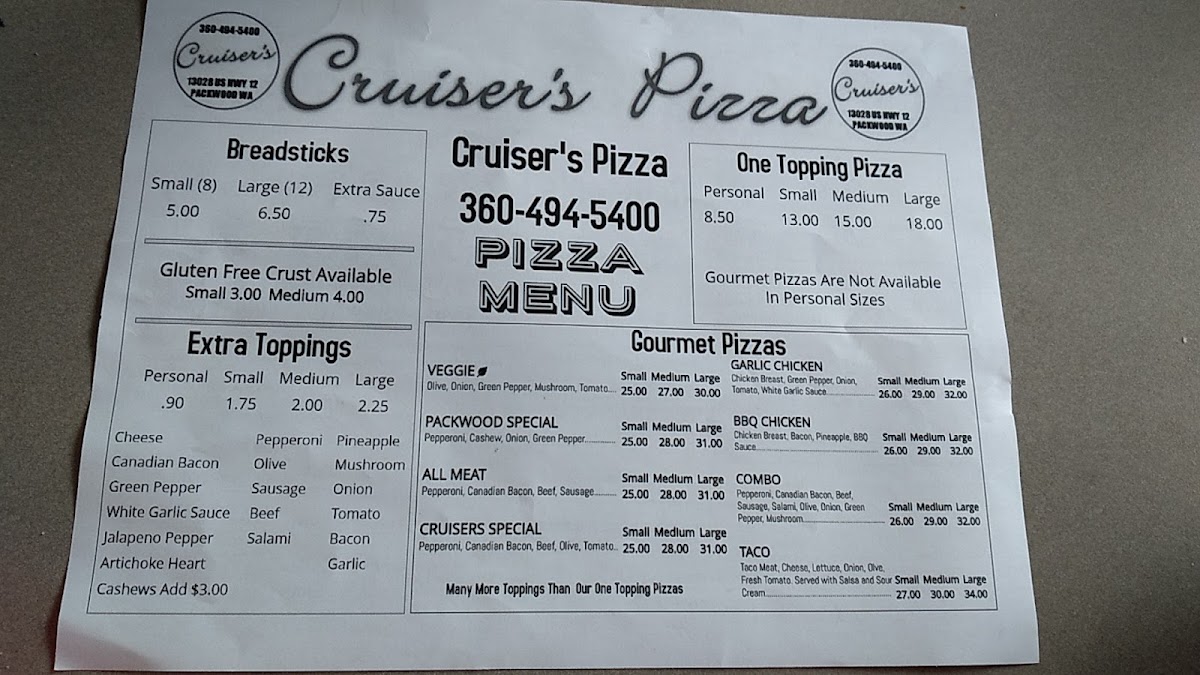 360-494-5400
Cruiser's
13028 US HWY 12
PACKWOOD WA
Cruiser's Pizza
360-494-5400
Cruiser's
13028 US HWY 12
PACKWOOD WA
Breadsticks
Small (8) Large (12) Extra Sauce
5.00 6.50 .75
Gluten Free Crust Available
Small 3.00 Medium 4.00
Extra Toppings
Personal Small Medium Large
.90 1.75 2.00 2.25
Cheese Pepperoni Pineapple
Canadian Bacon Olive Mushroom
Green Pepper Sausage Onion
White Garlic Sauce Beef Tomato
Jalapeno Pepper Salami Bacon
Artichoke Heart Garlic
Cashews Add $3.00
Cruiser's Pizza
360-494-5400
PIZZA
MENU
One Topping Pizza
Personal Small Medium Large
8.50 13.00 15.00 18.00
Gourmet Pizzas Are Not Available
In Personal Sizes
Gourmet Pizzas
VEGGIE
Small Medium Large
Olive, Onion, Green Pepper, Mushroom, Tomato.... 25.00 27.00 30.00
PACKWOOD SPECIAL
Small Medium Large
Pepperoni, Cashew, Onion, Green Pepper............ 25.00 28.00 31.00
ALL MEAT
Small Medium Large
Pepperoni, Canadian Bacon, Beef, Sausage......... 25.00 28.00 31.00
CRUISERS SPECIAL
Small Medium Large
Pepperoni, Canadian Bacon, Beef, Olive, Tomato.. 25.00 28.00 31.00
Many More Toppings Than Our One Topping Pizzas
GARLIC CHICKEN
Chicken Breast, Green Pepper, Onion, Small Medium Large
Tomato, White Garlic Sauce................ 26.00 29.00 32.00
BBQ CHICKEN
Chicken Breast, Bacon, Pineapple, BBQ Small Medium Large
Sauce........................................ 26.00 29.00 32.00
COMBO
Pepperoni, Canadian Bacon, Beef,
Sausage, Salami, Olive, Onion, Green Small Medium Large
Pepper, Mushroom............................ 26.00 29.00 32.00
TACO
Taco Meat, Cheese, Lettuce, Onion, Olive,
Fresh Tomato. Served with Salsa and Sour Small Medium Large
Cream.......................................... 27.00 30.00 34.00